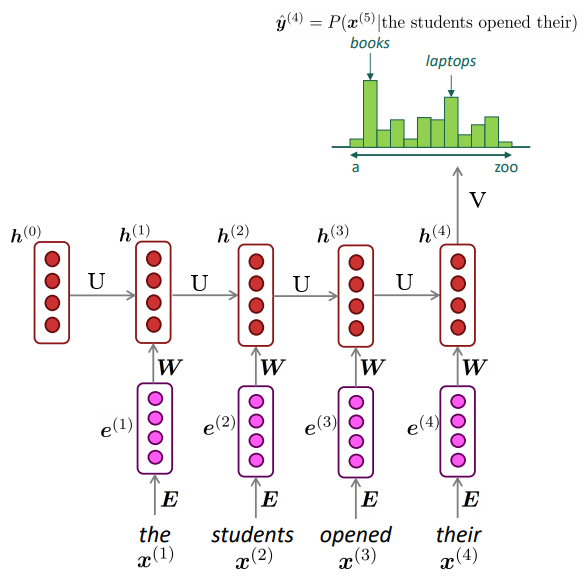 ŷ⁽⁴⁾ = P(x⁽⁵⁾|the students opened their)
books
laptops
a zoo
V
h⁽⁰⁾ h⁽¹⁾ h⁽²⁾ h⁽³⁾ h⁽⁴⁾
U U U U
W W W W
e⁽¹⁾ e⁽²⁾ e⁽³⁾ e⁽⁴⁾
E E E E
the students opened their
x⁽¹⁾ x⁽²⁾ x⁽³⁾ x⁽⁴⁾